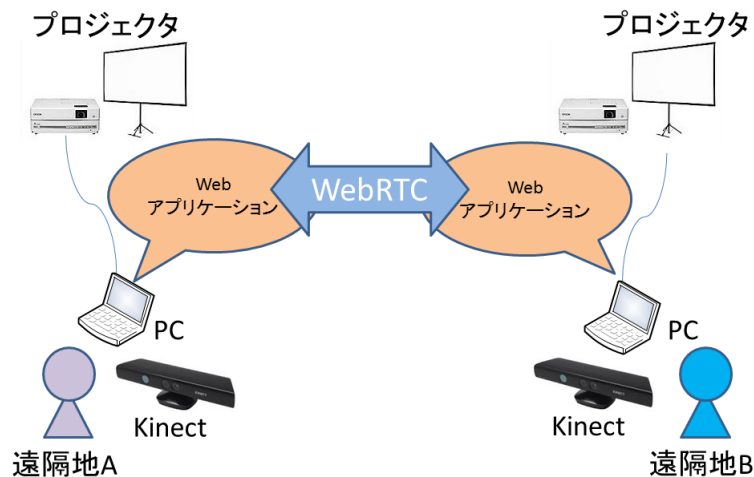 プロジェクタ
プロジェクタ
Web
アプリケーション
WebRTC
Web
アプリケーション
PC
PC
Kinect
Kinect
遠隔地A
遠隔地B